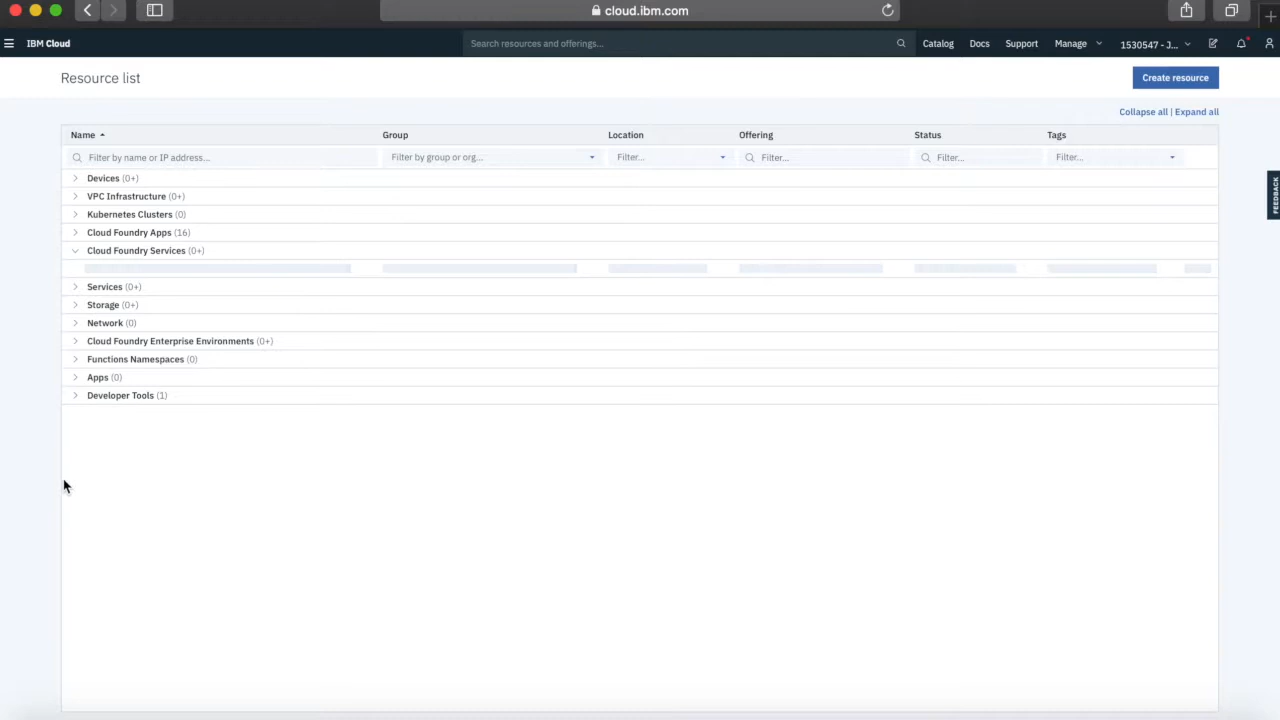 cloud.ibm.com
IBM Cloud
Search resources and offerings...
Catalog
Docs
Support
Manage
1530547 - J...
Resource list
Create resource
Collapse all | Expand all
Name
Group
Location
Offering
Status
Tags
Filter by name or IP address...
Filter by group or org...
Filter...
Filter...
Filter...
Filter...
Devices (0+)
VPC Infrastructure (0+)
Kubernetes Clusters (0)
Cloud Foundry Apps (16)
Cloud Foundry Services (0+)
Services (0+)
Storage (0+)
Network (0)
Cloud Foundry Enterprise Environments (0+)
Functions Namespaces (0)
Apps (0)
Developer Tools (1)
FEEDBACK